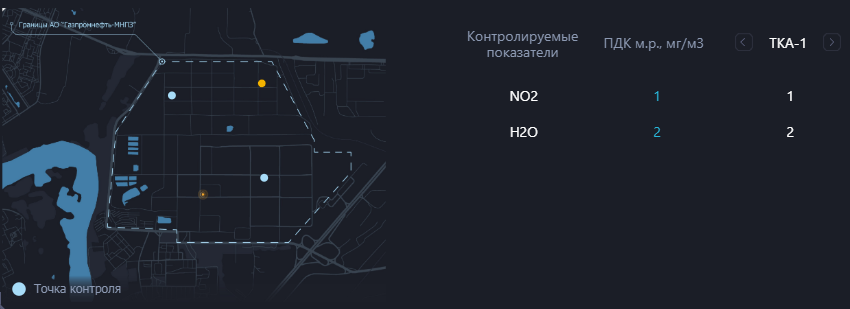 Границы АО "Газпромнефть-МНПЗ"
Точка контроля
Контролируемые показатели ПДК м.р., мг/м3 ТКА-1
NO2 1 1
H2O 2 2